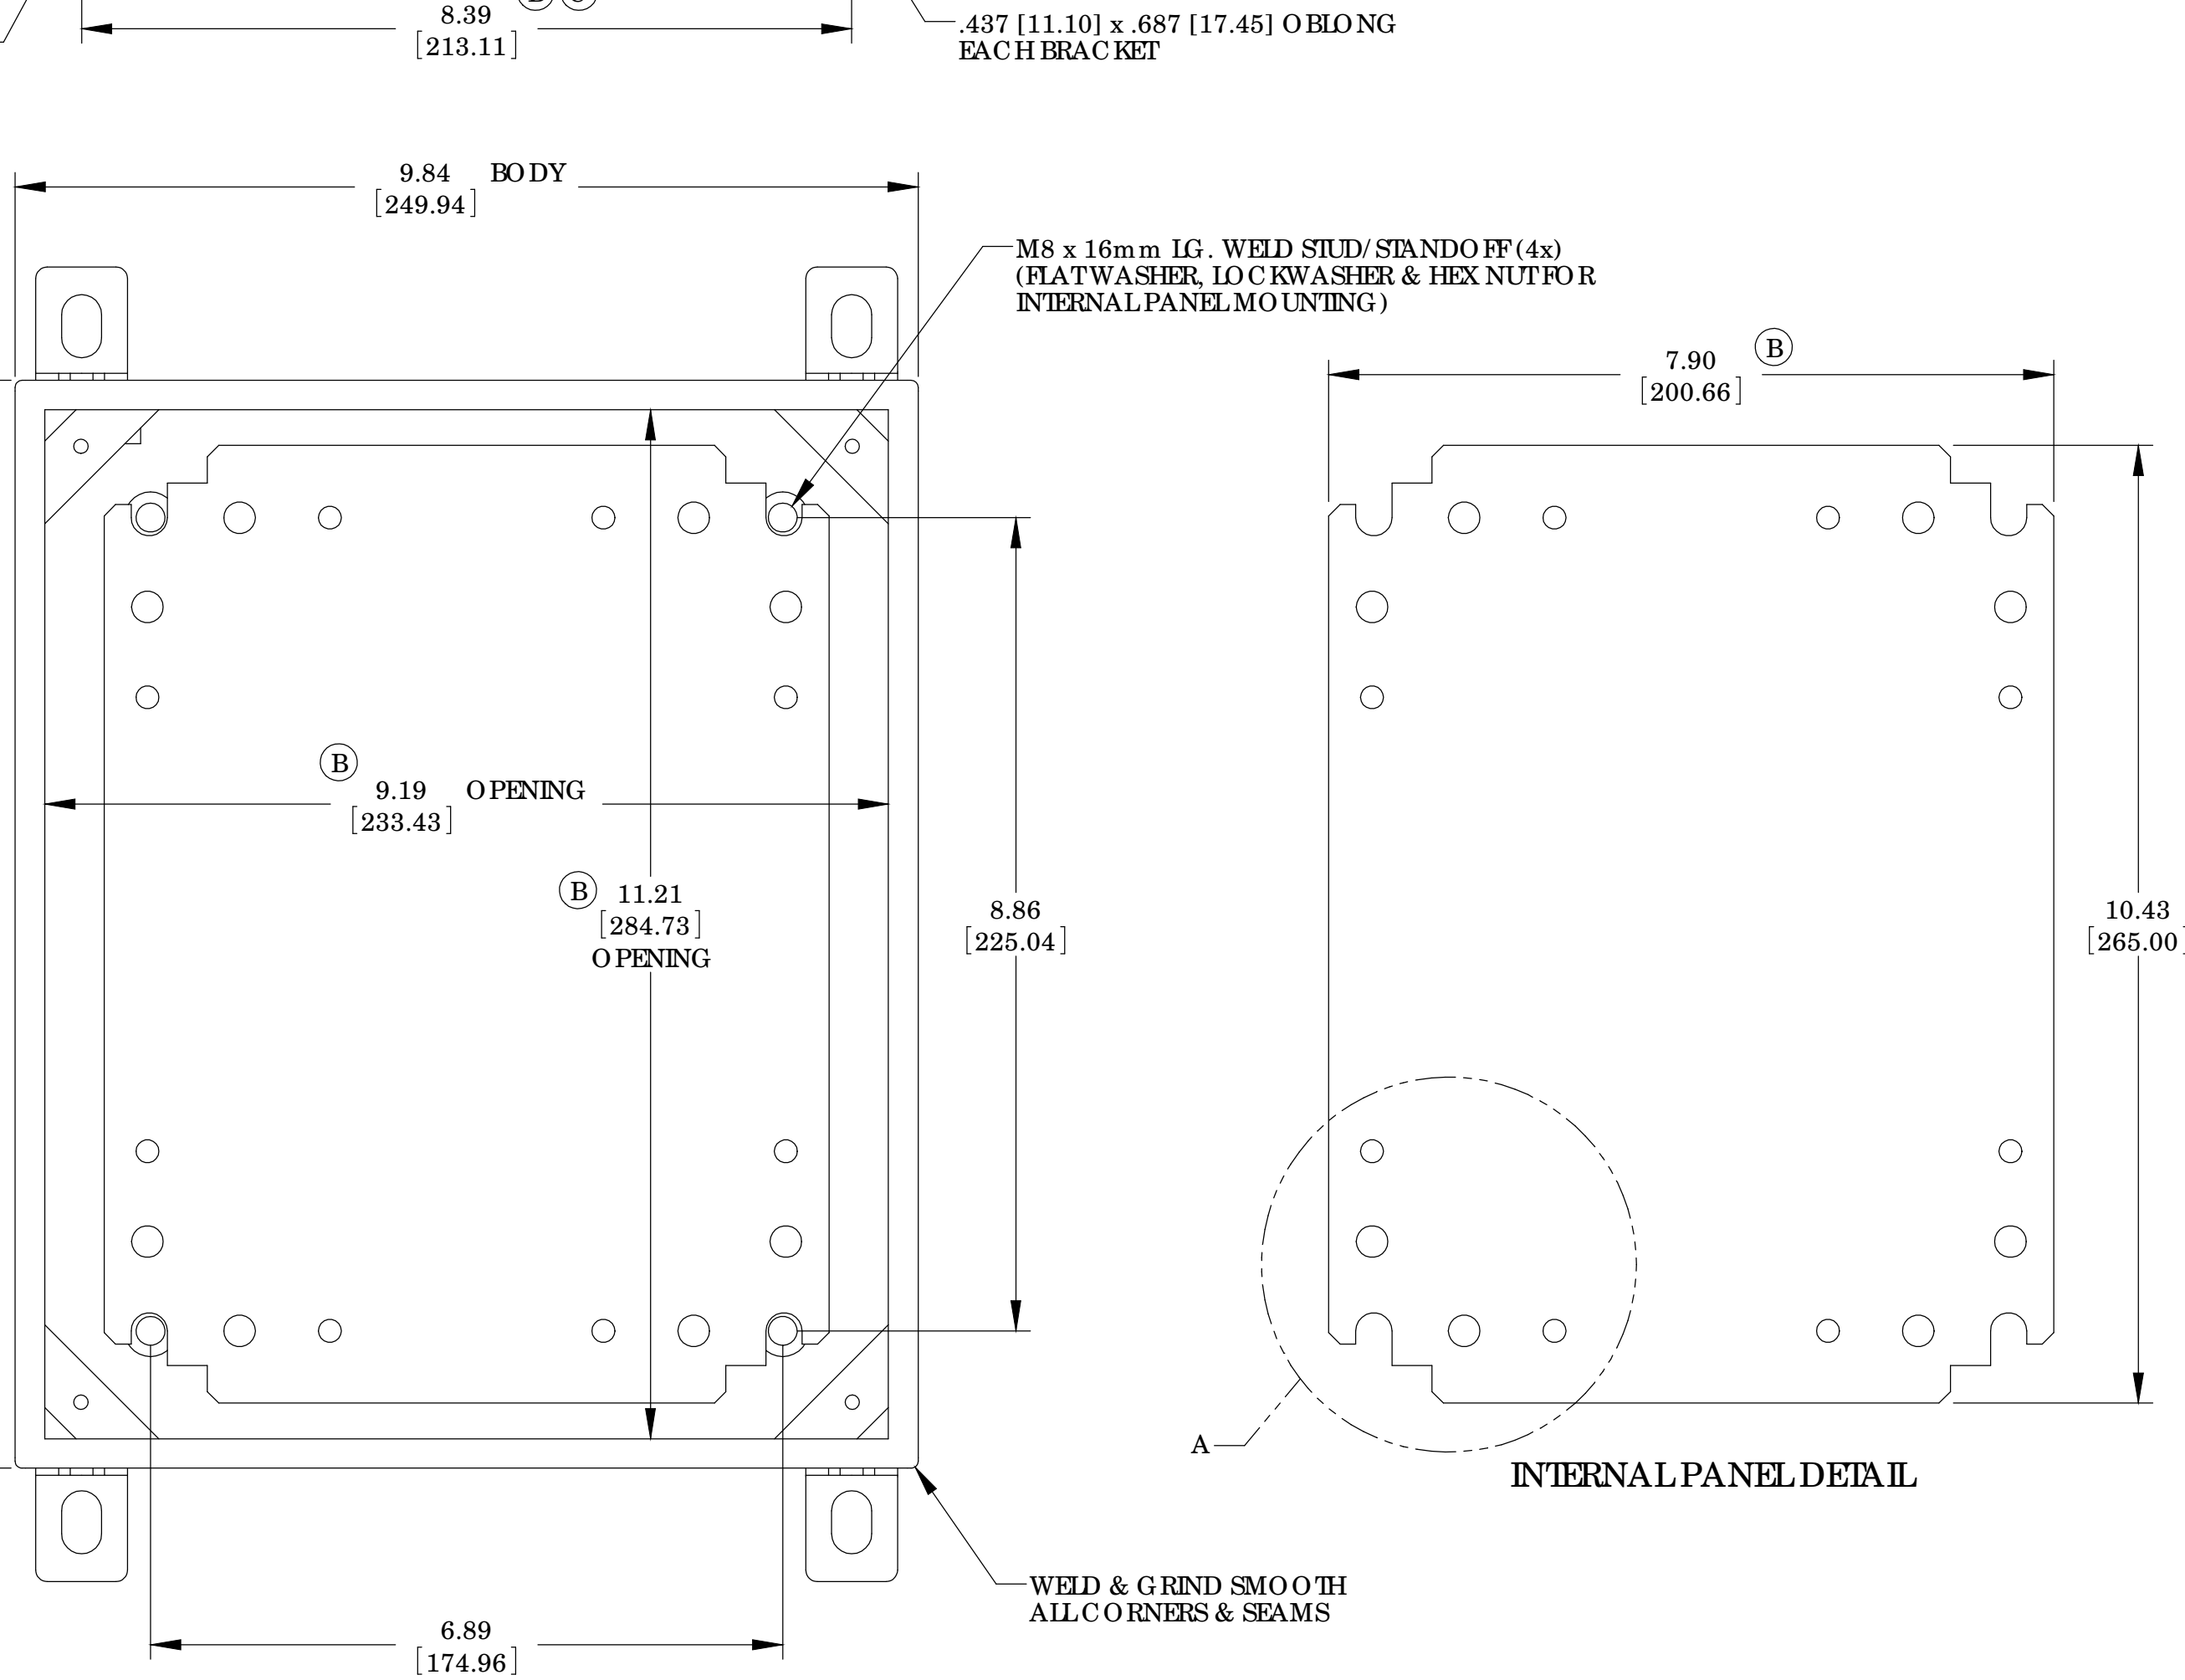 8.39
[213.11]
.437 [11.10] x .687 [17.45] OBLONG
EACH BRACKET
9.84 BODY
[249.94]
M8 x 16mm LG. WELD STUD/STANDOFF (4x)
(FLATWASHER, LOCKWASHER & HEX NUT FOR
INTERNAL PANEL MOUNTING)
B
7.90
[200.66]
B
9.19 OPENING
[233.43]
B 11.21
[284.73]
OPENING
8.86
[225.04]
10.43
[265.00]
A
INTERNAL PANEL DETAIL
WELD & GRIND SMOOTH
ALL CORNERS & SEAMS
6.89
[174.96]